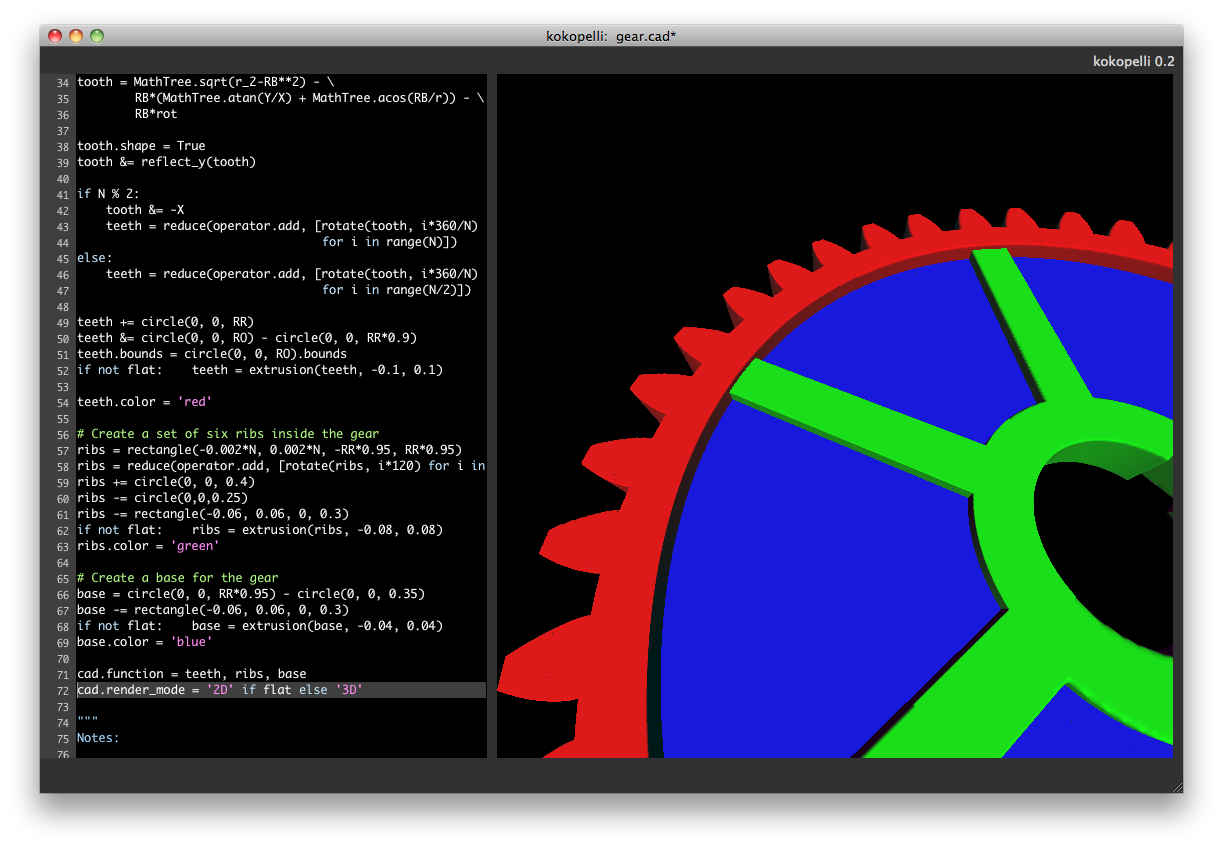 kokopelli: gear.cad*
kokopelli 0.2
34 tooth = MathTree.sqrt(r_2-RB**2) - \
35         RB*(MathTree.atan(Y/X) + MathTree.acos(RB/r)) - \
36         RB*rot
37
38 tooth.shape = True
39 tooth &= reflect_y(tooth)
40
41 if N % 2:
42     tooth &= -X
43     teeth = reduce(operator.add, [rotate(tooth, i*360/N)
44                                   for i in range(N)])
45 else:
46     teeth = reduce(operator.add, [rotate(tooth, i*360/N)
47                                   for i in range(N/2)])
48
49 teeth += circle(0, 0, RR)
50 teeth &= circle(0, 0, RO) - circle(0, 0, RR*0.9)
51 teeth.bounds = circle(0, 0, RO).bounds
52 if not flat:    teeth = extrusion(teeth, -0.1, 0.1)
53
54 teeth.color = 'red'
55
56 # Create a set of six ribs inside the gear
57 ribs = rectangle(-0.002*N, 0.002*N, -RR*0.95, RR*0.95)
58 ribs = reduce(operator.add, [rotate(ribs, i*120) for i in
59 ribs += circle(0, 0, 0.4)
60 ribs -= circle(0,0,0.25)
61 ribs -= rectangle(-0.06, 0.06, 0, 0.3)
62 if not flat:    ribs = extrusion(ribs, -0.08, 0.08)
63 ribs.color = 'green'
64
65 # Create a base for the gear
66 base = circle(0, 0, RR*0.95) - circle(0, 0, 0.35)
67 base -= rectangle(-0.06, 0.06, 0, 0.3)
68 if not flat:    base = extrusion(base, -0.04, 0.04)
69 base.color = 'blue'
70
71 cad.function = teeth, ribs, base
72 cad.render_mode = '2D' if flat else '3D'
73
74 """
75 Notes:
76